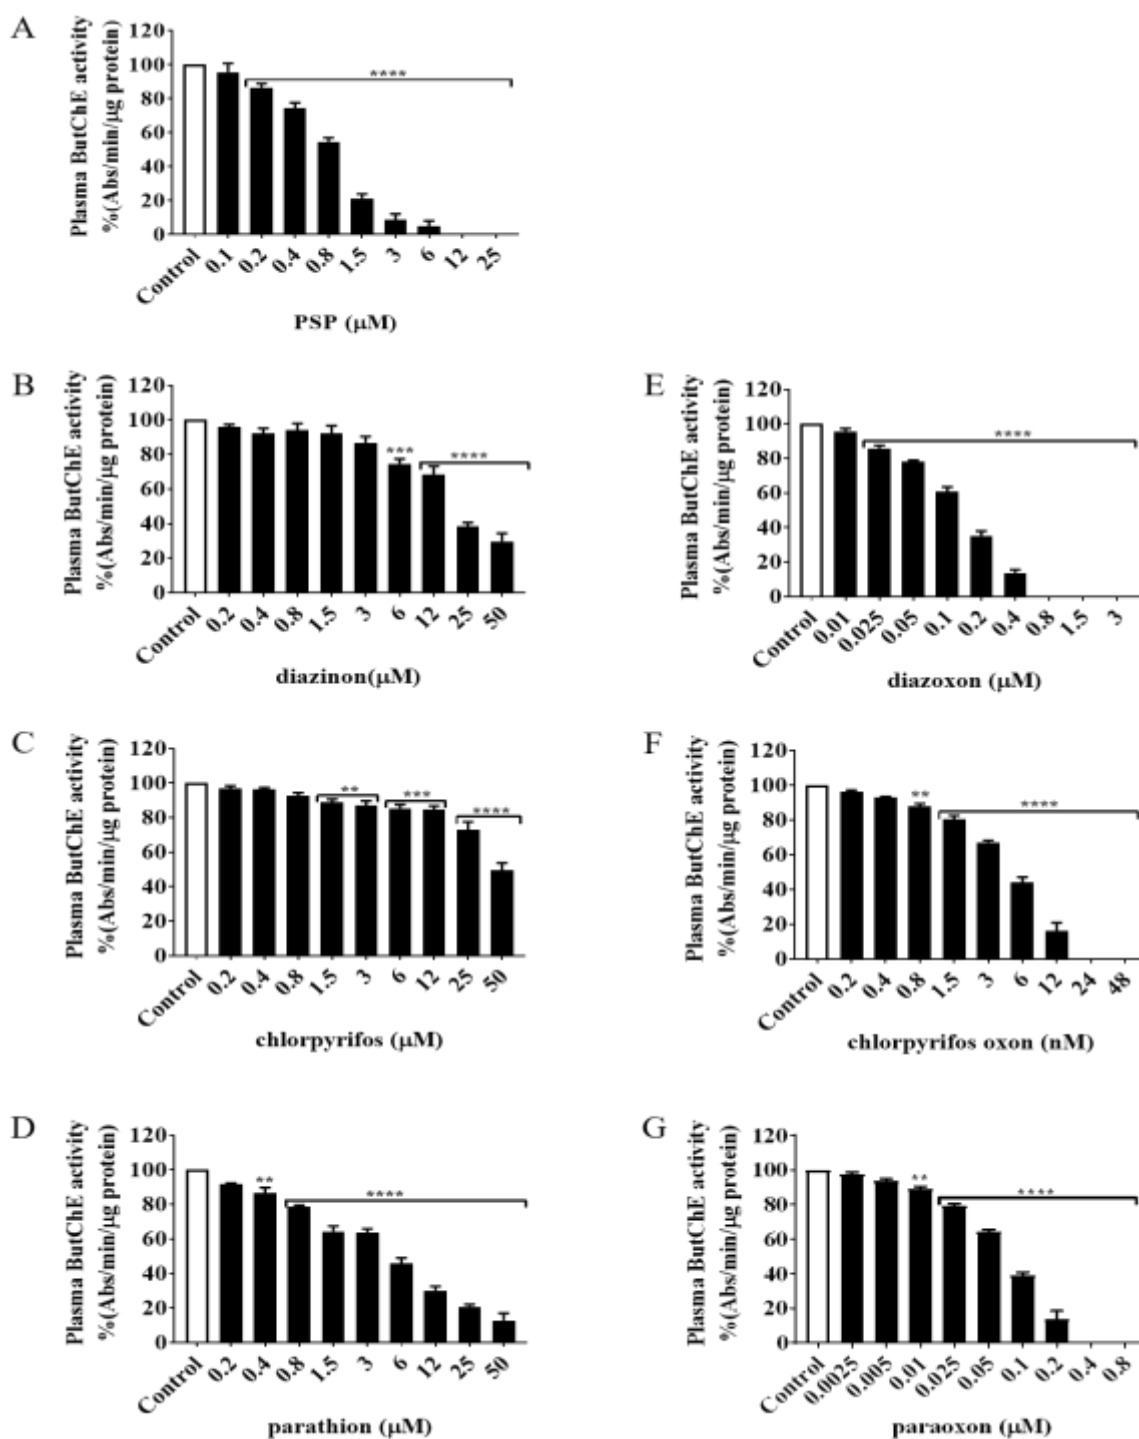 A
Plasma ButChE activity
%(Abs/min/µg protein)
120
100
80
60
40
20
0
****
Control 0.1 0.2 0.4 0.8 1.5 3 6 12 25
PSP (µM)
B
Plasma ButChE activity
%(Abs/min/µg protein)
120
100
80
60
40
20
0
*** ****
Control 0.2 0.4 0.8 1.5 3 6 12 25 50
diazinon(µM)
E
Plasma ButChE activity
%(Abs/min/µg protein)
120
100
80
60
40
20
0
****
Control 0.01 0.025 0.05 0.1 0.2 0.4 0.8 1.5 3
diazoxon (µM)
C
Plasma ButChE activity
%(Abs/min/µg protein)
120
100
80
60
40
20
0
** *** ****
Control 0.2 0.4 0.8 1.5 3 6 12 25 50
chlorpyrifos (µM)
F
Plasma ButChE activity
%(Abs/min/µg protein)
120
100
80
60
40
20
0
** ****
Control 0.2 0.4 0.8 1.5 3 6 12 24 48
chlorpyrifos oxon (nM)
D
Plasma ButChE activity
%(Abs/min/µg protein)
120
100
80
60
40
20
0
** ****
Control 0.2 0.4 0.8 1.5 3 6 12 25 50
parathion (µM)
G
Plasma ButChE activity
%(Abs/min/µg protein)
120
100
80
60
40
20
0
** ****
Control 0.0025 0.005 0.01 0.025 0.05 0.1 0.2 0.4 0.8
paraoxon (µM)